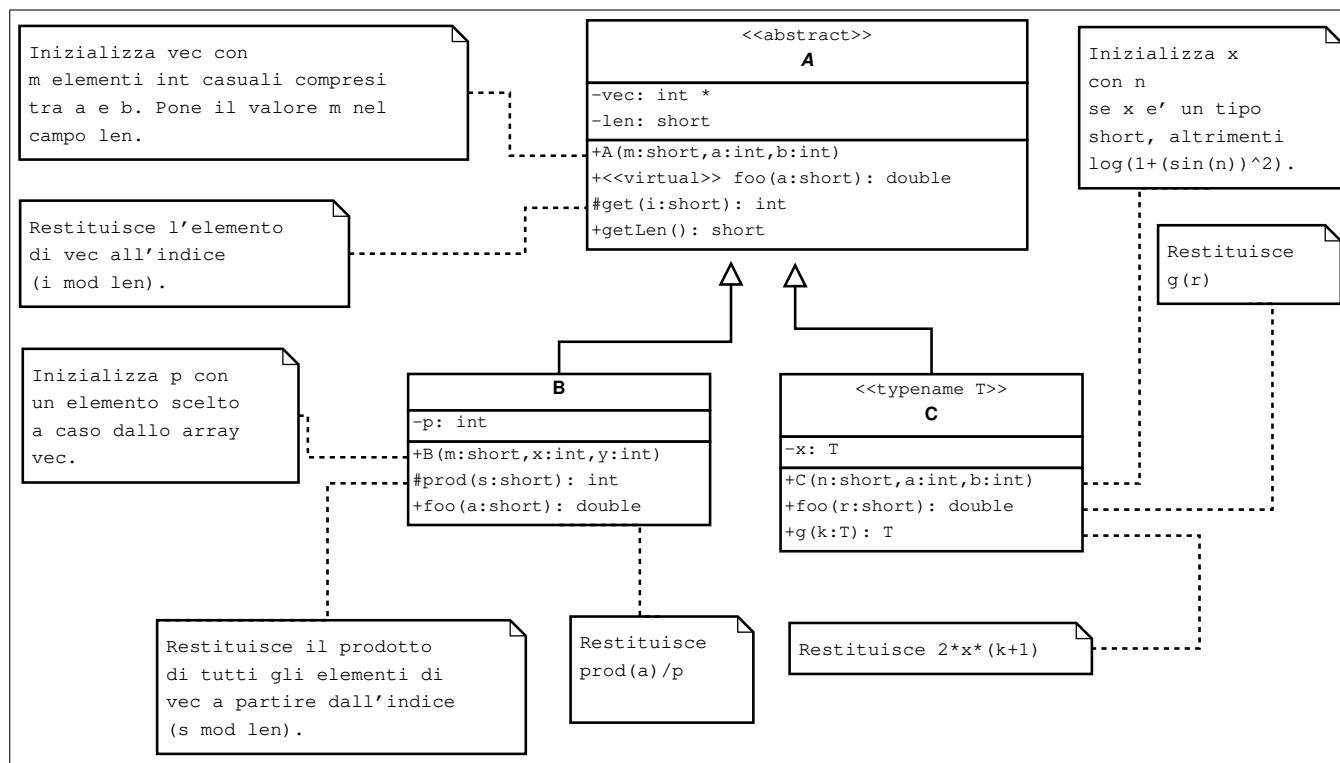 Inizializza vec con
m elementi int casuali compresi
tra a e b. Pone il valore m nel
campo len.
<<abstract>>
A
-vec: int *
-len: short
+A(m:short,a:int,b:int)
+<<virtual>> foo(a:short): double
#get(i:short): int
+getLen(): short
Inizializza x
con n
se x e' un tipo
short, altrimenti
log(1+(sin(n))^2).
Restituisce l'elemento
di vec all'indice
(i mod len).
Restituisce
g(r)
Inizializza p con
un elemento scelto
a caso dallo array
vec.
B
-p: int
+B(m:short,x:int,y:int)
#prod(s:short): int
+foo(a:short): double
<<typename T>>
C
-x: T
+C(n:short,a:int,b:int)
+foo(r:short): double
+g(k:T): T
Restituisce il prodotto
di tutti gli elementi di
vec a partire dall'indice
(s mod len).
Restituisce
prod(a)/p
Restituisce 2*x*(k+1)